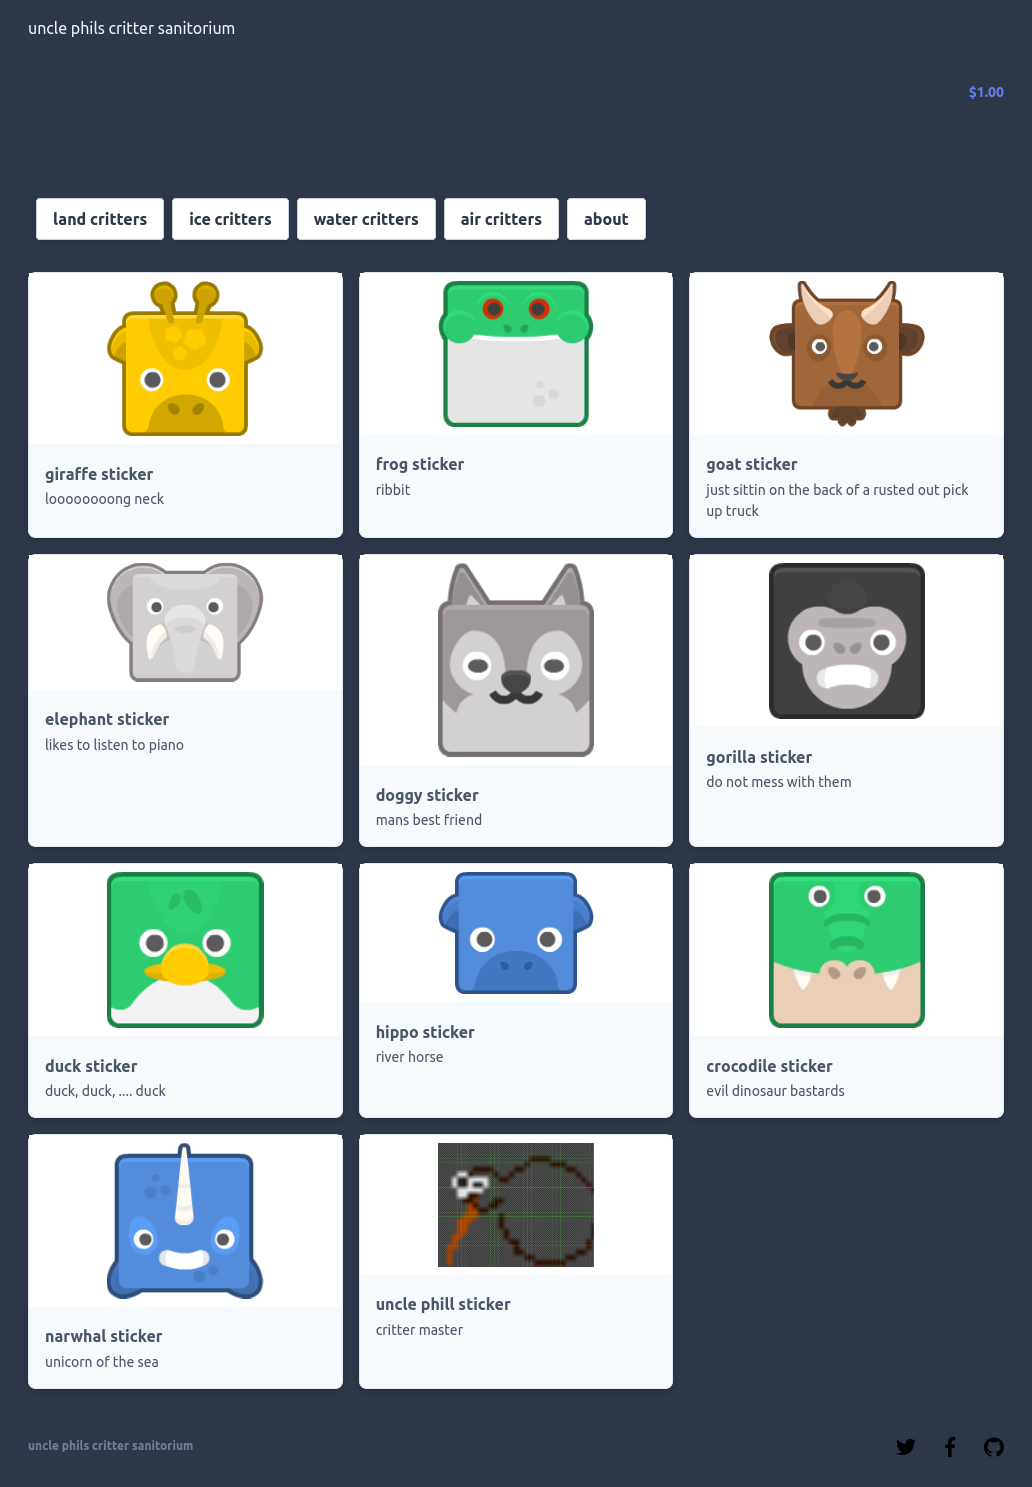 uncle phils critter sanitorium
$1.00
land critters
ice critters
water critters
air critters
about
giraffe sticker
looooooоong neck
frog sticker
ribbit
goat sticker
just sittin on the back of a rusted out pick
up truck
elephant sticker
likes to listen to piano
doggy sticker
mans best friend
gorilla sticker
do not mess with them
duck sticker
duck, duck, .... duck
hippo sticker
river horse
crocodile sticker
evil dinosaur bastards
narwhal sticker
unicorn of the sea
uncle phill sticker
critter master
uncle phils critter sanitorium